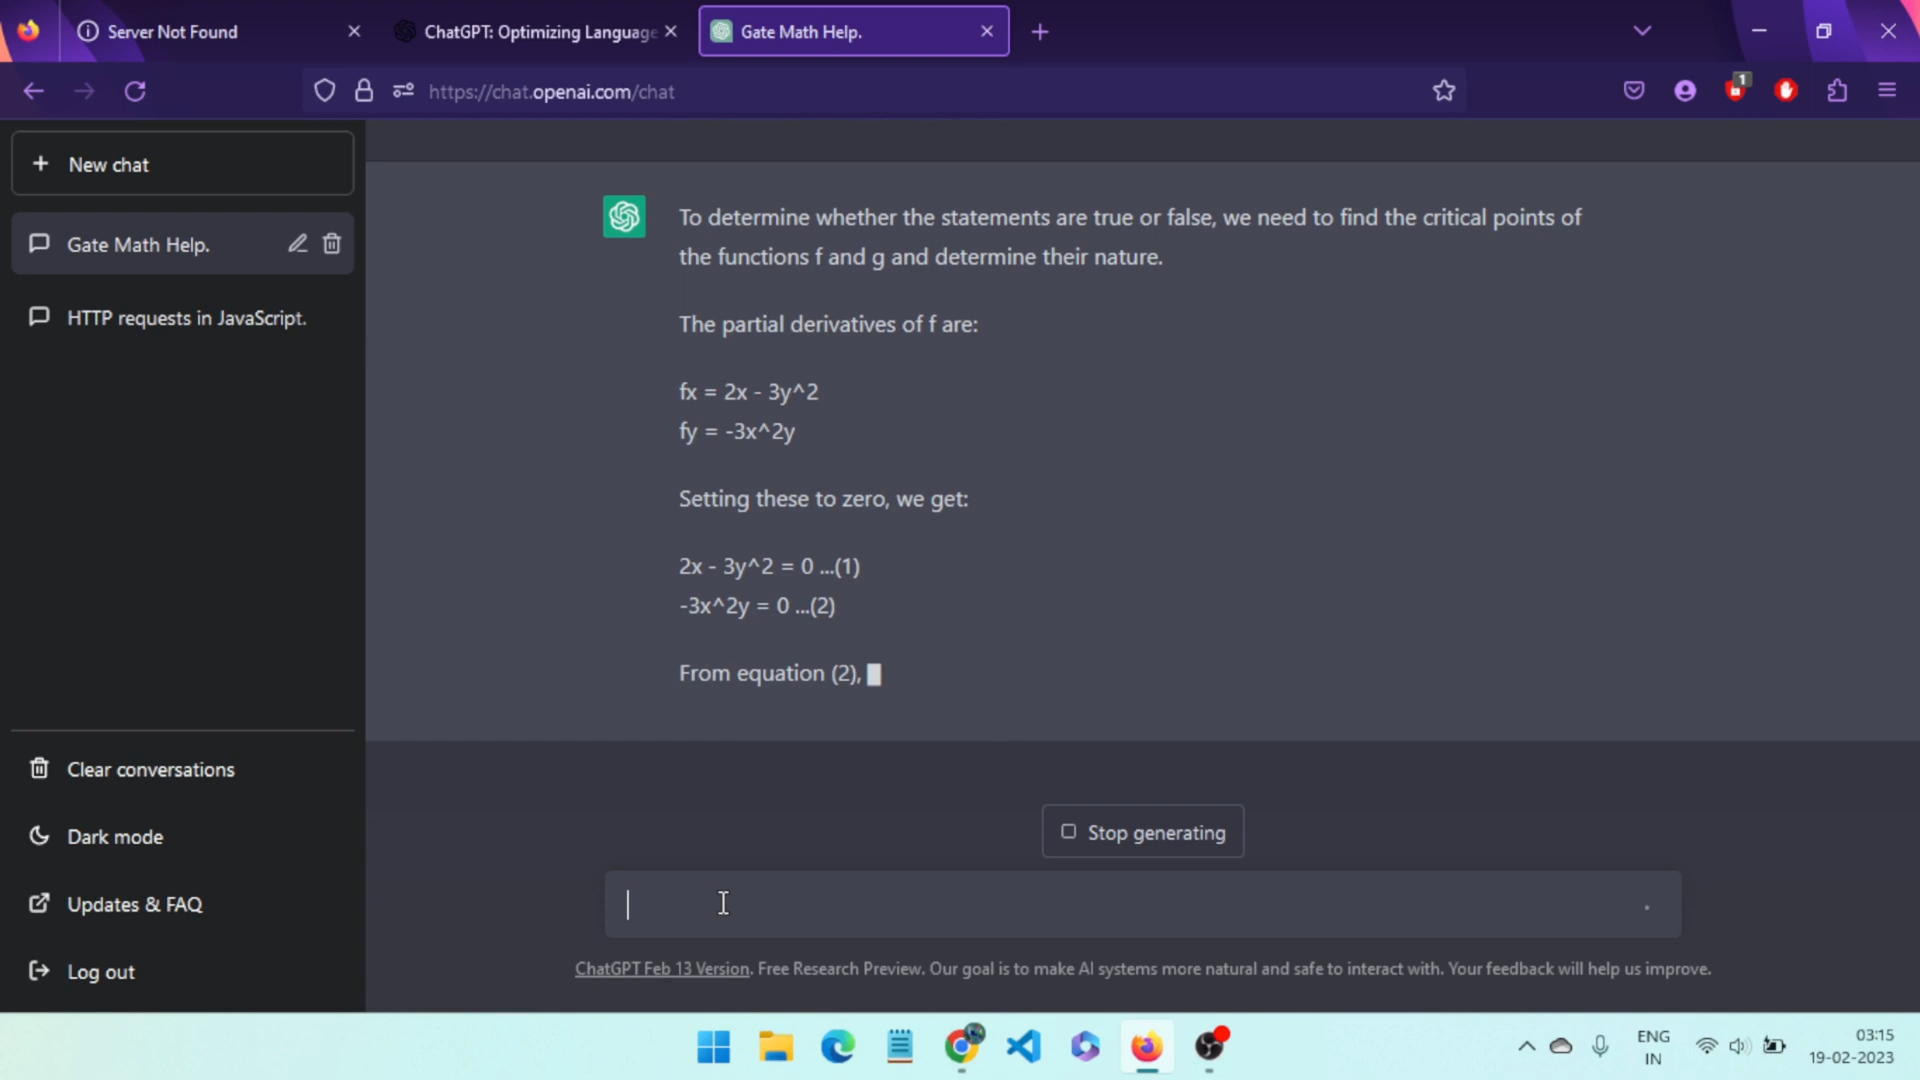 Server Not Found
ChatGPT: Optimizing Language
Gate Math Help.
https://chat.openai.com/chat
1
New chat
Gate Math Help.
HTTP requests in JavaScript.
To determine whether the statements are true or false, we need to find the critical points of
the functions f and g and determine their nature.
The partial derivatives of f are:
fx = 2x - 3y^2
fy = -3x^2y
Setting these to zero, we get:
2x - 3y^2 = 0 ...(1)
-3x^2y = 0 ...(2)
From equation (2),
Stop generating
Clear conversations
Dark mode
Updates & FAQ
Log out
ChatGPT Feb 13 Version. Free Research Preview. Our goal is to make AI systems more natural and safe to interact with. Your feedback will help us improve.
ENG
IN
03:15
19-02-2023